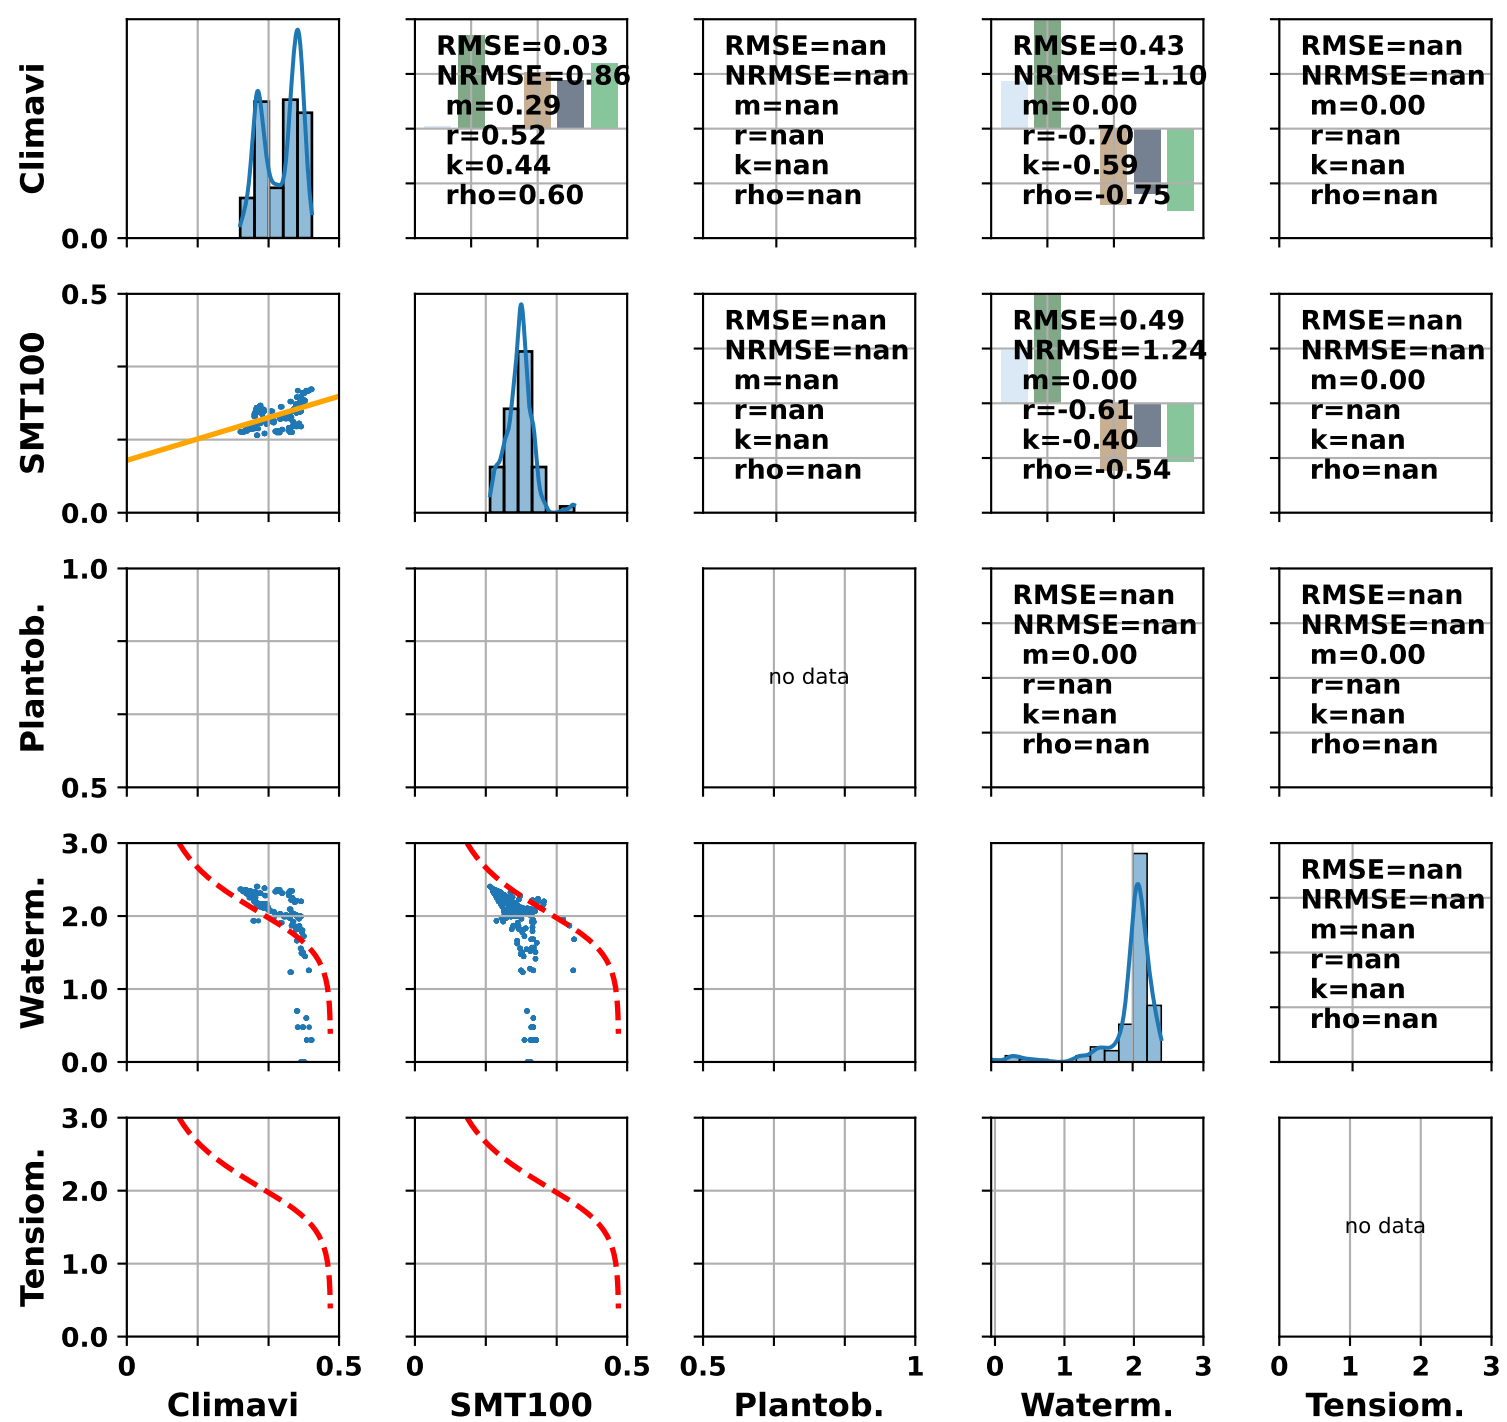 Climavi
0.0
RMSE=0.03
NRMSE=0.86
m=0.29
r=0.52
k=0.44
rho=0.60
RMSE=nan
NRMSE=nan
m=nan
r=nan
k=nan
rho=nan
RMSE=0.43
NRMSE=1.10
m=0.00
r=-0.70
k=-0.59
rho=-0.75
RMSE=nan
NRMSE=nan
m=0.00
r=nan
k=nan
rho=nan
SMT100
0.5
0.0
RMSE=nan
NRMSE=nan
m=nan
r=nan
k=nan
rho=nan
RMSE=0.49
NRMSE=1.24
m=0.00
r=-0.61
k=-0.40
rho=-0.54
RMSE=nan
NRMSE=nan
m=0.00
r=nan
k=nan
rho=nan
Plantob.
1.0
0.5
no data
RMSE=nan
NRMSE=nan
m=0.00
r=nan
k=nan
rho=nan
RMSE=nan
NRMSE=nan
m=0.00
r=nan
k=nan
rho=nan
Waterm.
3.0
2.0
1.0
0.0
RMSE=nan
NRMSE=nan
m=nan
r=nan
k=nan
rho=nan
Tensiom.
3.0
2.0
1.0
0.0
no data
0 0.5
0 0.5
0.5 1
0 1 2 3
0 1 2 3
Climavi
SMT100
Plantob.
Waterm.
Tensiom.